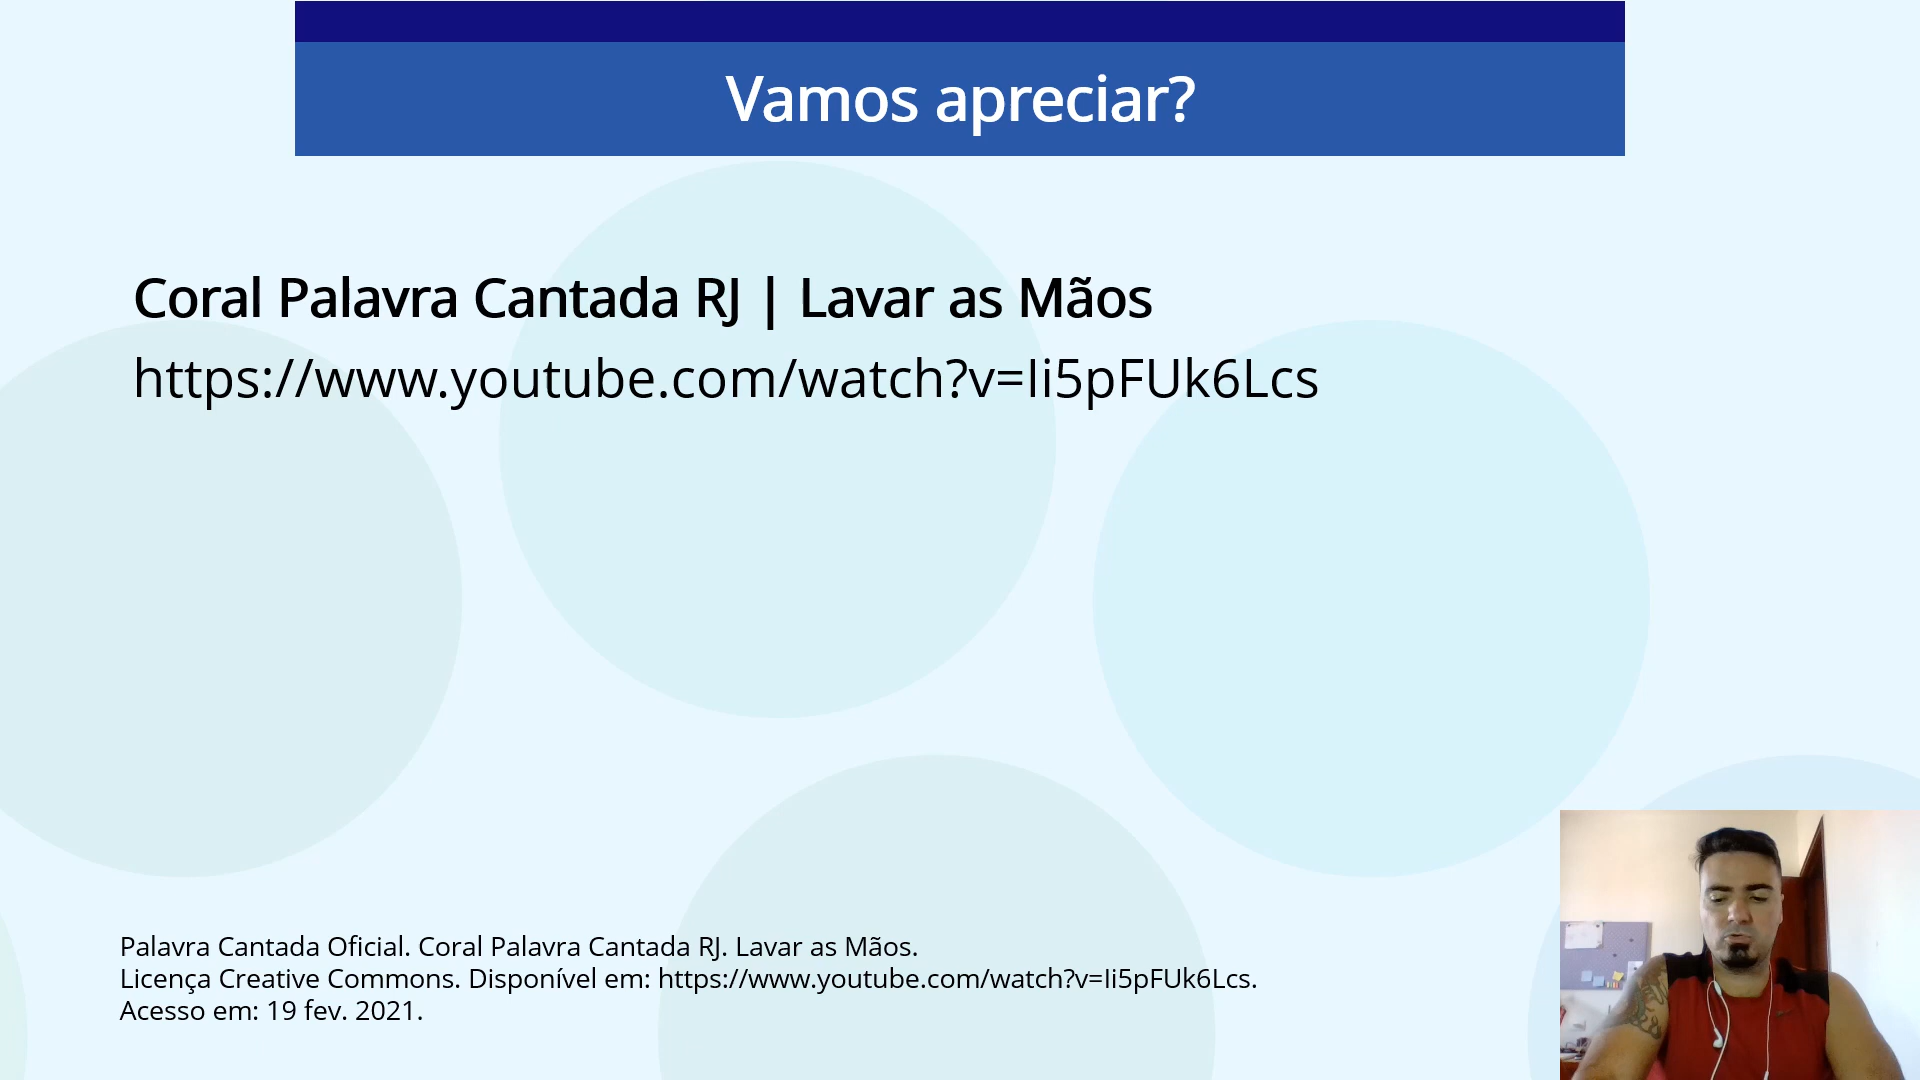 Vamos apreciar?
Coral Palavra Cantada RJ | Lavar as Mãos
https://www.youtube.com/watch?v=Ii5pFUk6Lcs
Palavra Cantada Oficial. Coral Palavra Cantada RJ. Lavar as Mãos.
Licença Creative Commons. Disponível em: https://www.youtube.com/watch?v=Ii5pFUk6Lcs.
Acesso em: 19 fev. 2021.